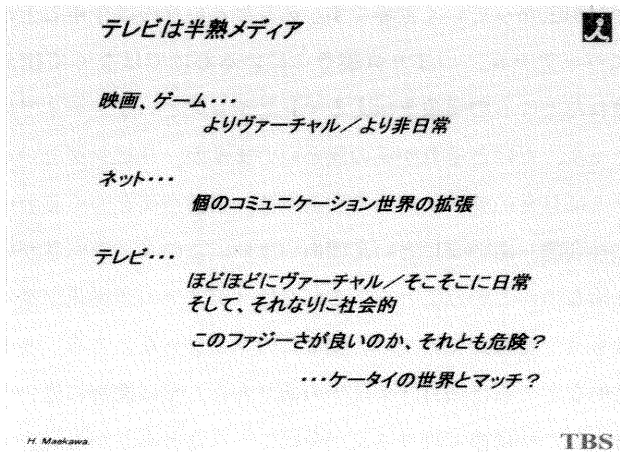 テレビは半熟メディア
映画、ゲーム・・・
よりヴァーチャル／より非日常
ネット・・・
個のコミュニケーション世界の拡張
テレビ・・・
ほどほどにヴァーチャル／そこそこに日常
そして、それなりに社会的
このファジーさが良いのか、それとも危険？
・・・ケータイの世界とマッチ？
H. Maekawa
TBS